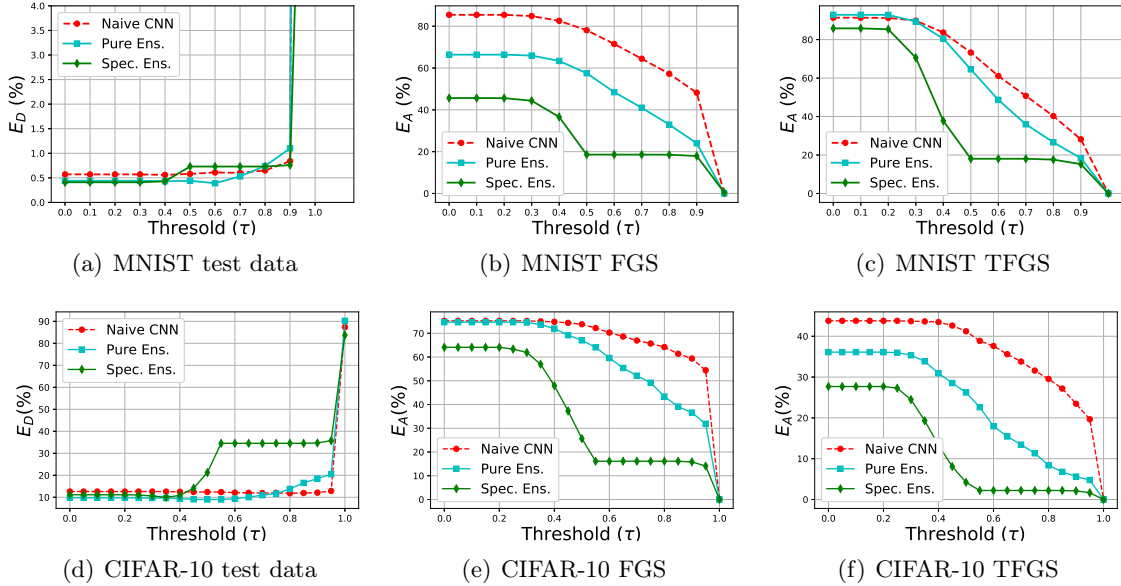 4.0
3.5
3.0
2.5
2.0
1.5
1.0
0.5
0.0
E_D (%)
Naive CNN
Pure Ens.
Spec. Ens.
0.0 0.1 0.2 0.3 0.4 0.5 0.6 0.7 0.8 0.9 1.0
Thresold (τ)
(a) MNIST test data
80
60
40
20
0
E_A (%)
Naive CNN
Pure Ens.
Spec. Ens.
0.0 0.1 0.2 0.3 0.4 0.5 0.6 0.7 0.8 0.9
Thresold (τ)
(b) MNIST FGS
80
60
40
20
0
E_A (%)
Naive CNN
Pure Ens.
Spec. Ens.
0.0 0.1 0.2 0.3 0.4 0.5 0.6 0.7 0.8 0.9
Thresold (τ)
(c) MNIST TFGS
90
80
70
60
50
40
30
20
10
E_D(%)
Naive CNN
Pure Ens.
Spec. Ens.
0.0 0.2 0.4 0.6 0.8 1.0
Threshold (τ)
(d) CIFAR-10 test data
70
60
50
40
30
20
10
0
E_A(%)
Naive CNN
Pure Ens.
Spec. Ens.
0.0 0.2 0.4 0.6 0.8 1.0
Threshold (τ)
(e) CIFAR-10 FGS
40
30
20
10
0
E_A(%)
Naive CNN
Pure Ens.
Spec. Ens.
0.0 0.2 0.4 0.6 0.8 1.0
Threshold (τ)
(f) CIFAR-10 TFGS